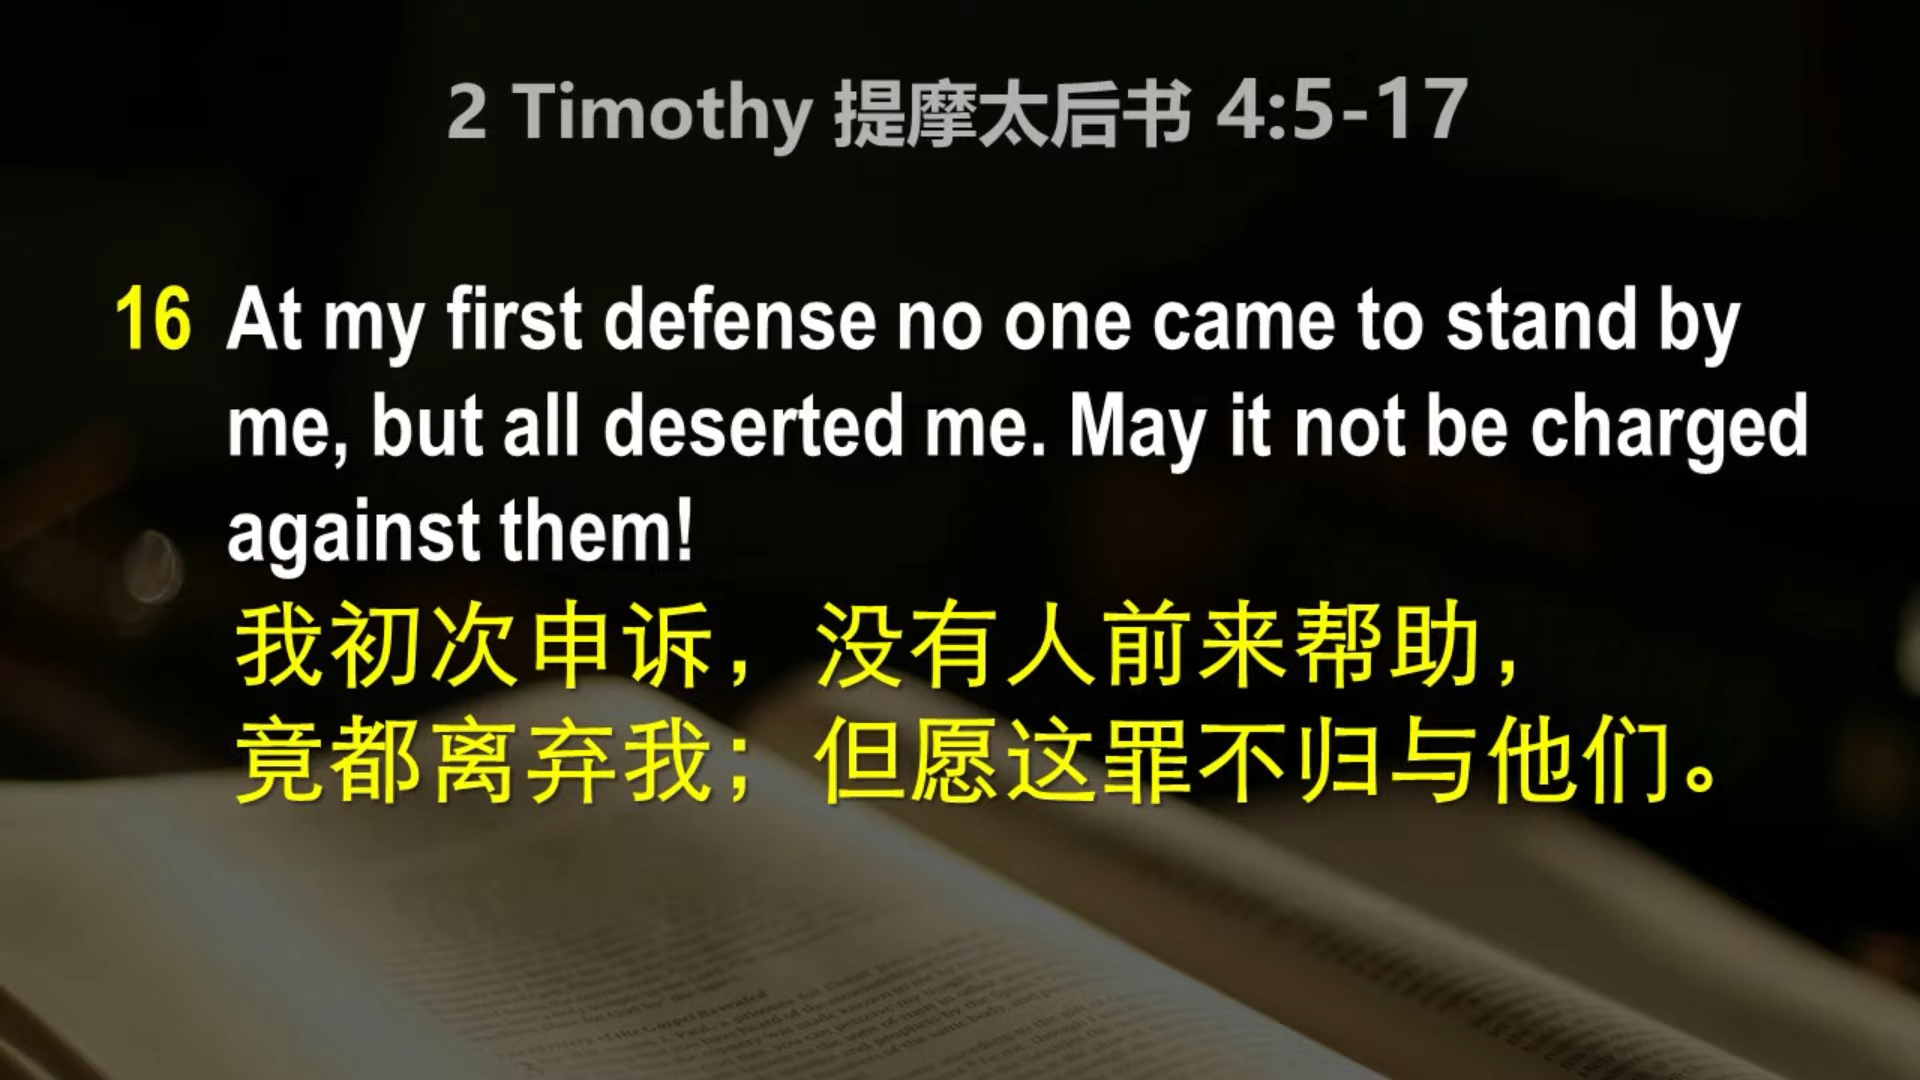 2 Timothy 提摩太后书 4:5-17
16 At my first defense no one came to stand by
me, but all deserted me. May it not be charged
against them!
我初次申诉，没有人前来帮助，
竟都离弃我；但愿这罪不归与他们。